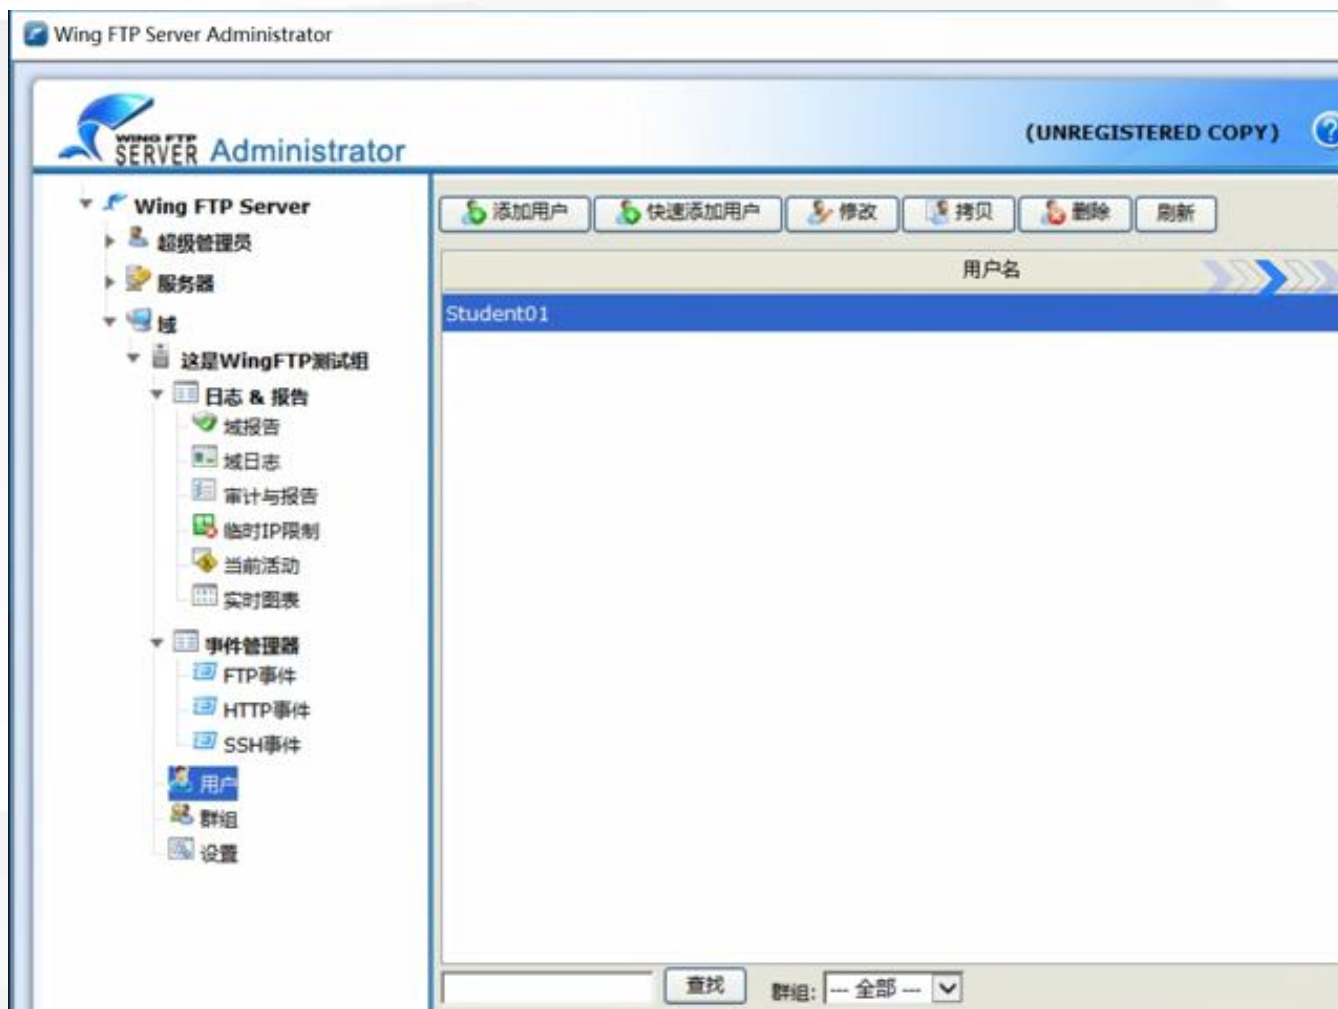 Wing FTP Server Administrator
WING FTP
SERVER Administrator
(UNREGISTERED COPY)
Wing FTP Server
超级管理员
服务器
域
这是WingFTP测试组
日志 & 报告
域报告
域日志
审计与报告
临时IP限制
当前活动
实时图表
事件管理器
FTP事件
HTTP事件
SSH事件
用户
群组
设置
添加用户 快速添加用户 修改 拷贝 删除 刷新
用户名
Student01
查找 群组: --- 全部 ---